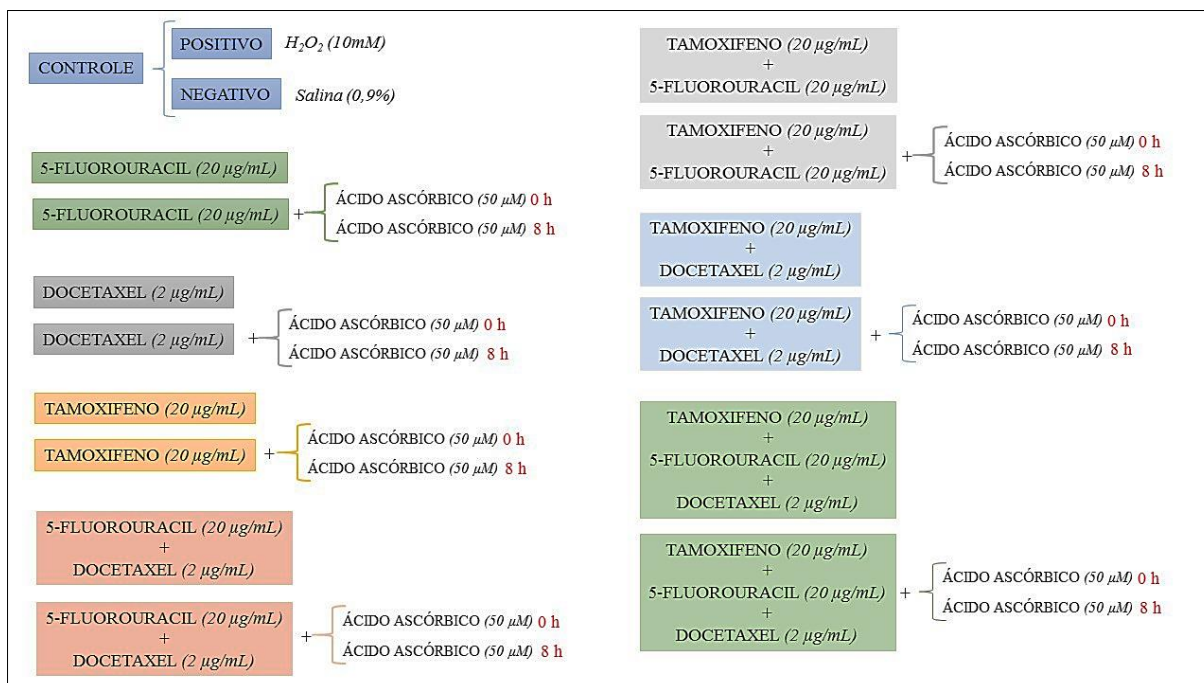 CONTROLE
POSITIVO H₂O₂ (10mM)
NEGATIVO Salina (0,9%)
5-FLUOROURACIL (20 µg/mL)
5-FLUOROURACIL (20 µg/mL) +
ÁCIDO ASCÓRBICO (50 µM) 0 h
ÁCIDO ASCÓRBICO (50 µM) 8 h
DOCETAXEL (2 µg/mL)
DOCETAXEL (2 µg/mL) +
ÁCIDO ASCÓRBICO (50 µM) 0 h
ÁCIDO ASCÓRBICO (50 µM) 8 h
TAMOXIFENO (20 µg/mL)
TAMOXIFENO (20 µg/mL) +
ÁCIDO ASCÓRBICO (50 µM) 0 h
ÁCIDO ASCÓRBICO (50 µM) 8 h
5-FLUOROURACIL (20 µg/mL)
+
DOCETAXEL (2 µg/mL)
5-FLUOROURACIL (20 µg/mL)
+
DOCETAXEL (2 µg/mL)
+
ÁCIDO ASCÓRBICO (50 µM) 0 h
ÁCIDO ASCÓRBICO (50 µM) 8 h
TAMOXIFENO (20 µg/mL)
+
5-FLUOROURACIL (20 µg/mL)
TAMOXIFENO (20 µg/mL)
+
5-FLUOROURACIL (20 µg/mL)
+
ÁCIDO ASCÓRBICO (50 µM) 0 h
ÁCIDO ASCÓRBICO (50 µM) 8 h
TAMOXIFENO (20 µg/mL)
+
DOCETAXEL (2 µg/mL)
TAMOXIFENO (20 µg/mL)
+
DOCETAXEL (2 µg/mL)
+
ÁCIDO ASCÓRBICO (50 µM) 0 h
ÁCIDO ASCÓRBICO (50 µM) 8 h
TAMOXIFENO (20 µg/mL)
+
5-FLUOROURACIL (20 µg/mL)
+
DOCETAXEL (2 µg/mL)
TAMOXIFENO (20 µg/mL)
+
5-FLUOROURACIL (20 µg/mL)
+
DOCETAXEL (2 µg/mL)
+
ÁCIDO ASCÓRBICO (50 µM) 0 h
ÁCIDO ASCÓRBICO (50 µM) 8 h